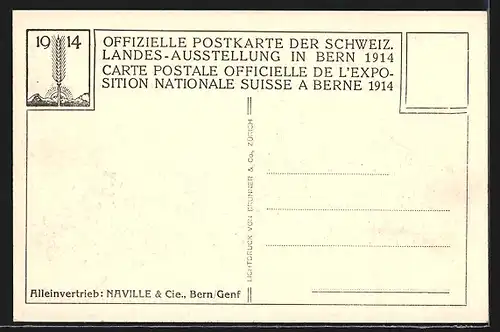 19 14
OFFIZIELLE POSTKARTE DER SCHWEIZ.
LANDES-AUSSTELLUNG IN BERN 1914
CARTE POSTALE OFFICIELLE DE L'EXPO-
SITION NATIONALE SUISSE A BERNE 1914
LICHTDRUCK VON BRUNNER & Co., ZÜRICH
Alleinvertrieb: NAVILLE & Cie., Bern/Genf